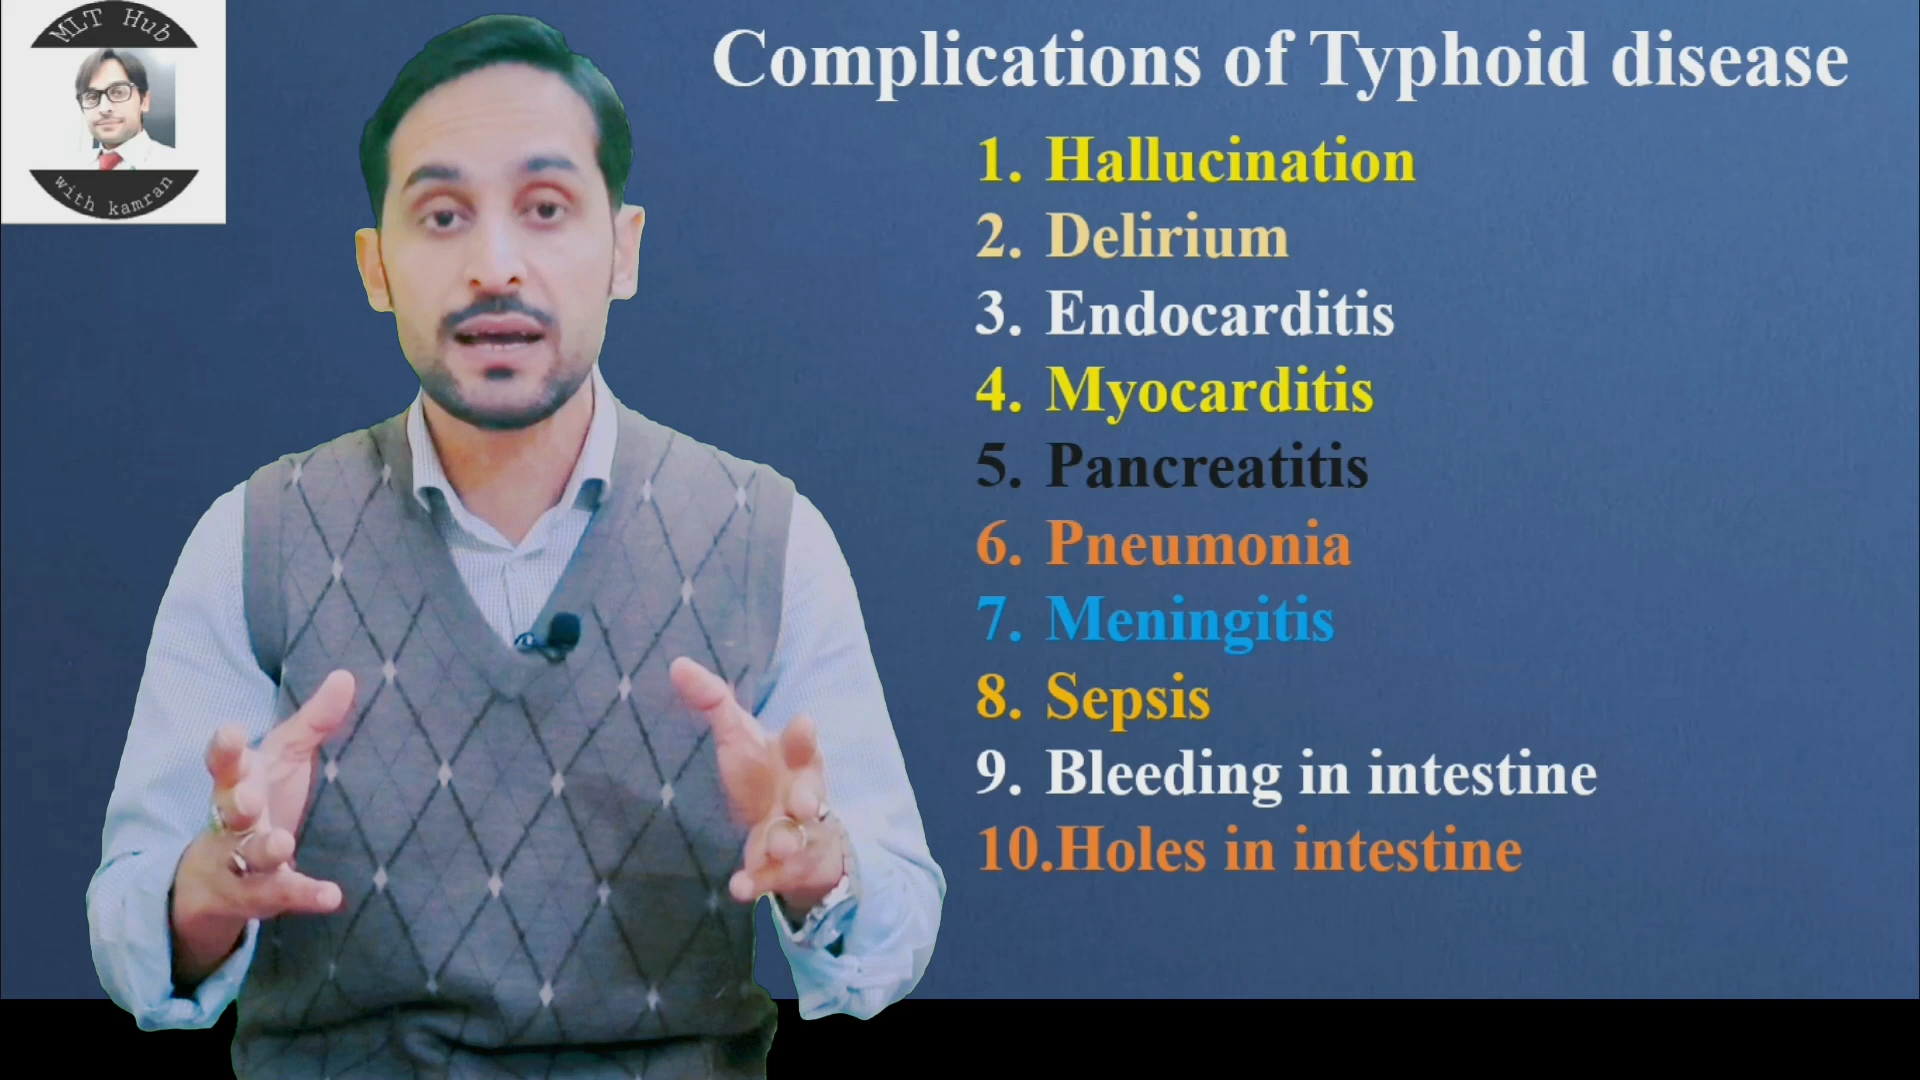 MLT Hub
with kamran
Complications of Typhoid disease
1. Hallucination
2. Delirium
3. Endocarditis
4. Myocarditis
5. Pancreatitis
6. Pneumonia
7. Meningitis
8. Sepsis
9. Bleeding in intestine
10.Holes in intestine